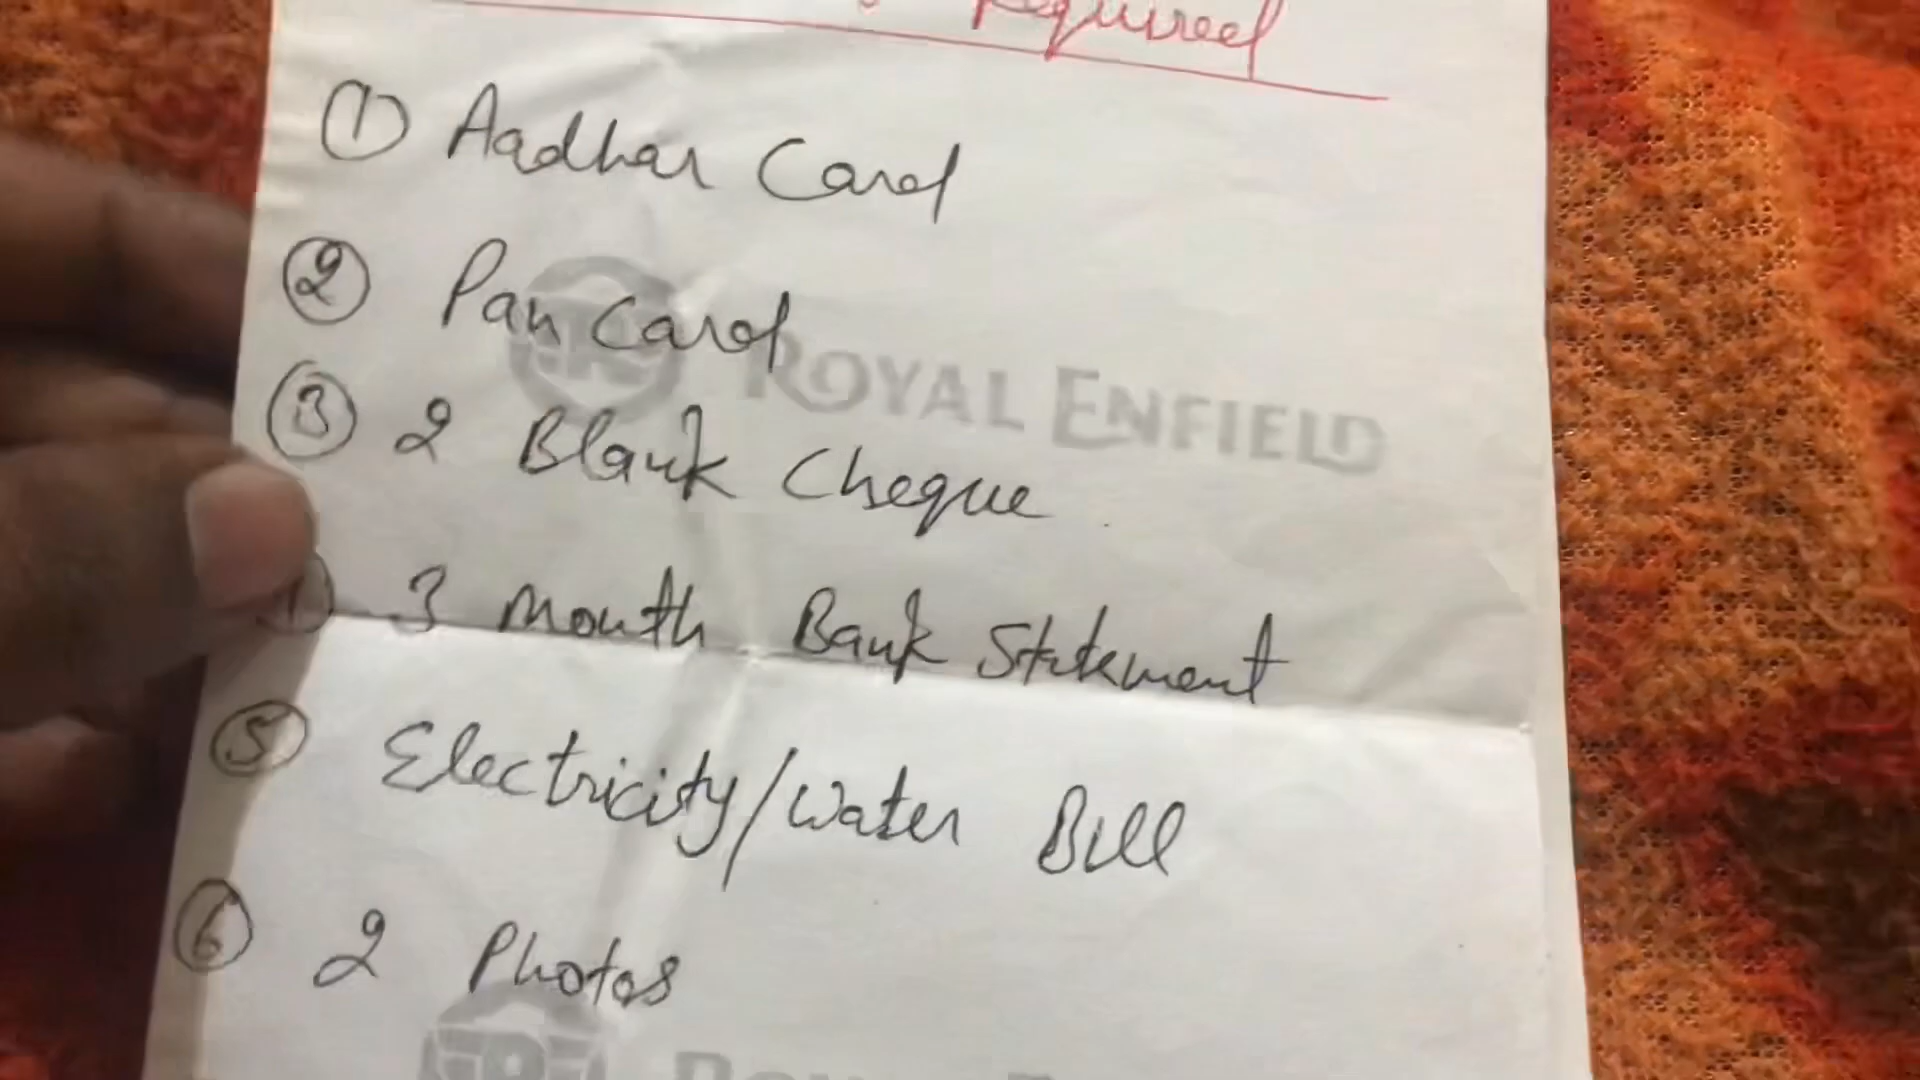 Required
① Aadhar Card
② Pan Card
ROYAL ENFIELD
③ 2 Blank Cheque
3 Month Bank Statement
⑤ Electricity/Water Bill
⑥ 2 Photos